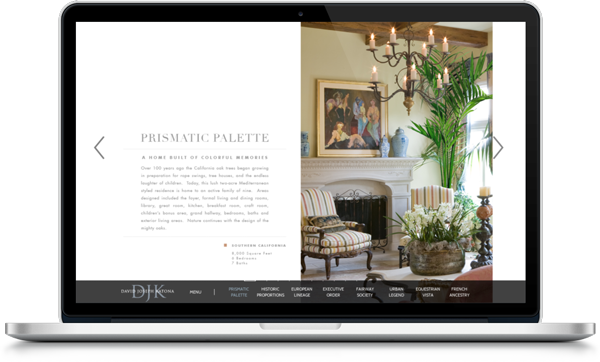 PRISMATIC PALETTE
A HOME BUILT OF COLORFUL MEMORIES
Over 100 years ago the California oak trees began growing
in preparation for rope swings, tree houses, and the endless
laughter of children. Today, this lush two-acre Mediterranean
styled residence is home to an active family of nine. Areas
designed included the foyer, formal living and dining rooms,
library, great room, kitchen, breakfast room, craft room,
children's bonus area, grand hallway, bedrooms, baths and
exterior living areas. Nature continues with the design of the
mighty oaks.
SOUTHERN CALIFORNIA
8,000 Square Feet
6 Bedrooms
7 Baths
DJK
DAVID JOSEPH KATONA
MENU
PRISMATIC
PALETTE
HISTORIC
PROPORTIONS
EUROPEAN
LINEAGE
EXECUTIVE
ORDER
FAIRWAY
SOCIETY
URBAN
LEGEND
EQUESTRIAN
VISTA
FRENCH
ANCESTRY